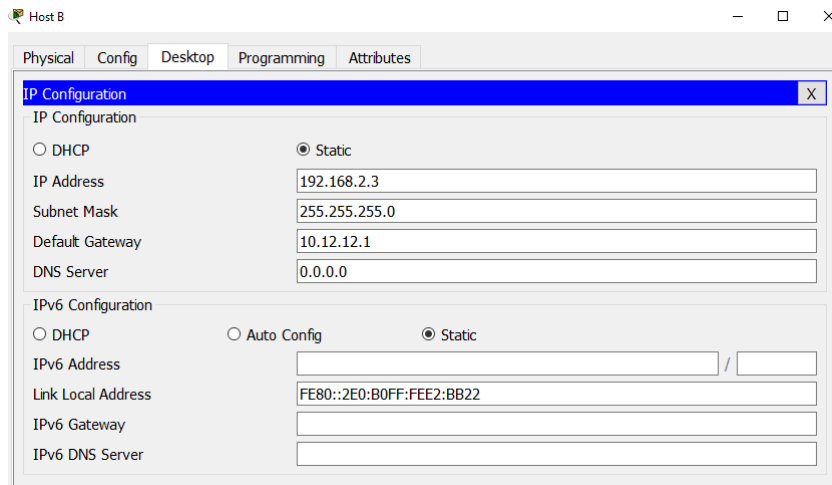 Host B
Physical Config Desktop Programming Attributes
IP Configuration X
IP Configuration
DHCP Static
IP Address 192.168.2.3
Subnet Mask 255.255.255.0
Default Gateway 10.12.12.1
DNS Server 0.0.0.0
IPv6 Configuration
DHCP Auto Config Static
IPv6 Address /
Link Local Address FE80::2E0:B0FF:FEE2:BB22
IPv6 Gateway
IPv6 DNS Server